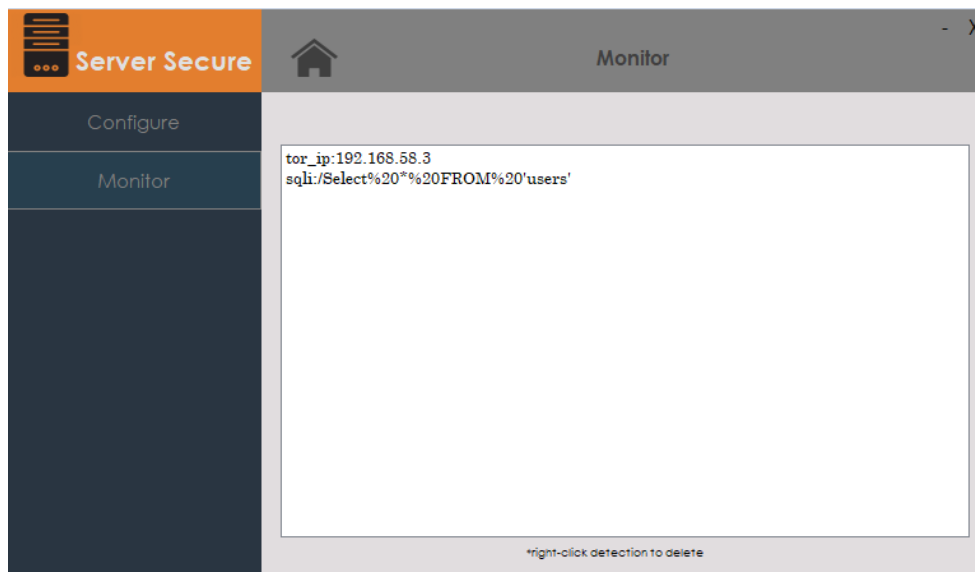 Server Secure
Monitor
- X
Configure
Monitor
tor_ip:192.168.58.3
sqli:/Select%20*%20FROM%20'users'
*right-click detection to delete